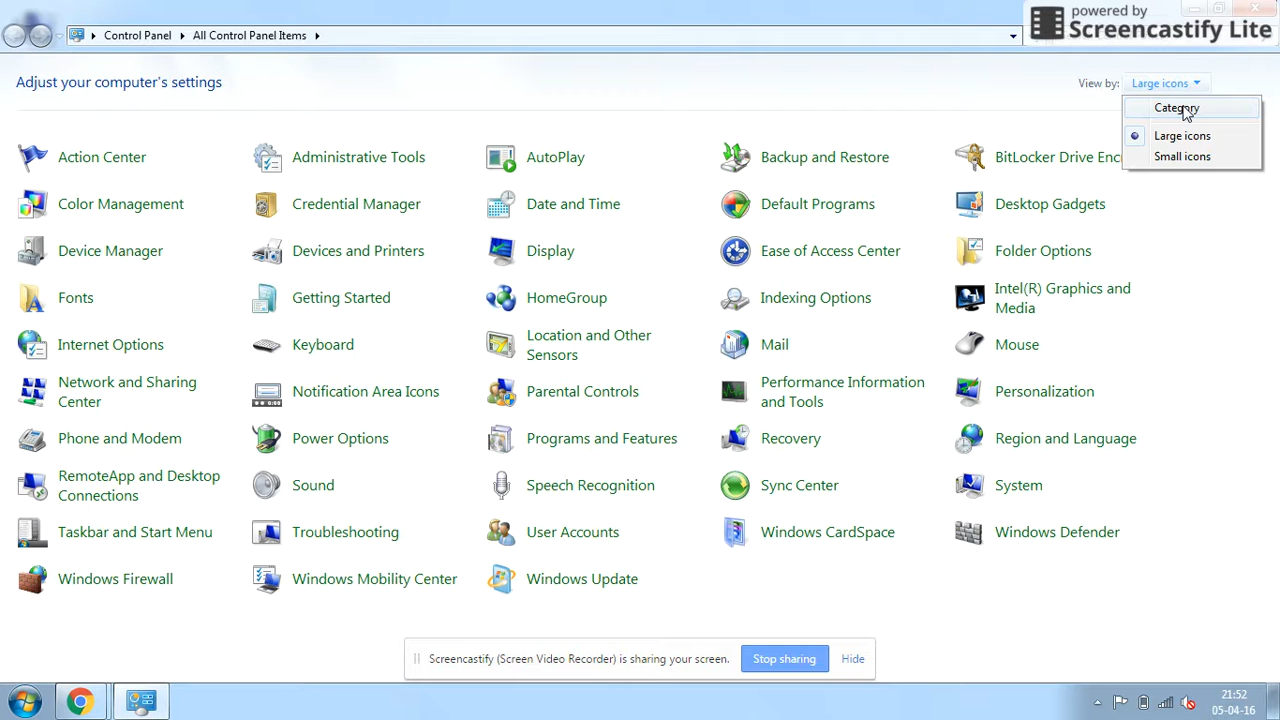 powered by
Screencastify Lite
Control Panel
All Control Panel Items
Adjust your computer's settings
View by:
Large icons
Category
Large icons
Small icons
Action Center
Administrative Tools
AutoPlay
Backup and Restore
BitLocker Drive Enc
Color Management
Credential Manager
Date and Time
Default Programs
Desktop Gadgets
Device Manager
Devices and Printers
Display
Ease of Access Center
Folder Options
Fonts
Getting Started
HomeGroup
Indexing Options
Intel(R) Graphics and
Media
Internet Options
Keyboard
Location and Other
Sensors
Mail
Mouse
Network and Sharing
Center
Notification Area Icons
Parental Controls
Performance Information
and Tools
Personalization
Phone and Modem
Power Options
Programs and Features
Recovery
Region and Language
RemoteApp and Desktop
Connections
Sound
Speech Recognition
Sync Center
System
Taskbar and Start Menu
Troubleshooting
User Accounts
Windows CardSpace
Windows Defender
Windows Firewall
Windows Mobility Center
Windows Update
Screencastify (Screen Video Recorder) is sharing your screen.
Stop sharing
Hide
21:52
05-04-16